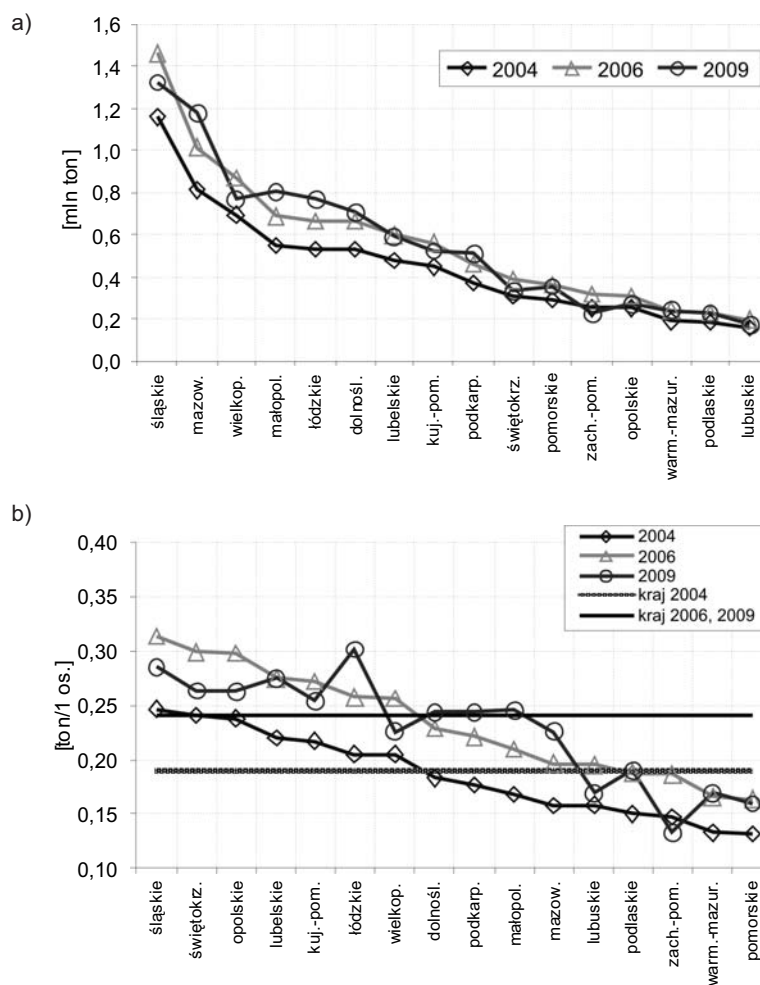 a)
[mln ton]
1,6
1,4
1,2
1,0
0,8
0,6
0,4
0,2
0,0
2004 2006 2009
śląskie
mazow.
wielkop.
małopol.
łódzkie
dolnośl.
lubelskie
kuj.-pom.
podkarp.
świętokrz.
pomorskie
zach.-pom.
opolskie
warm.-mazur.
podlaskie
lubuskie
b)
[ton/1 os.]
0,40
0,35
0,30
0,25
0,20
0,15
0,10
2004
2006
2009
kraj 2004
kraj 2006, 2009
śląskie
świętokrz.
opolskie
lubelskie
kuj.-pom.
łódzkie
wielkop.
dolnośl.
podkarp.
małopol.
mazow.
lubuskie
podlaskie
zach.-pom.
warm.-mazur.
pomorskie